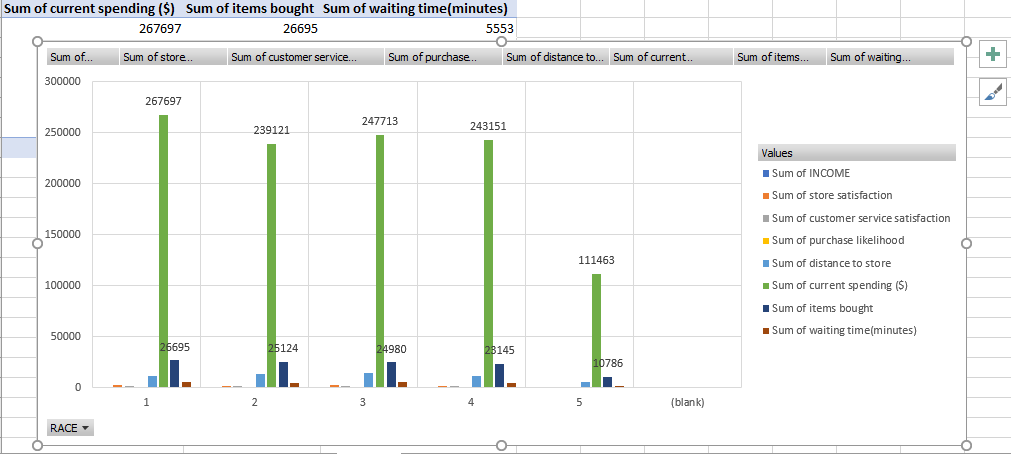 Sum of current spending ($) Sum of items bought Sum of waiting time(minutes)
267697 26695 5553
Sum of... Sum of store... Sum of customer service... Sum of purchase... Sum of distance to... Sum of current... Sum of items... Sum of waiting...
300000
250000
200000
150000
100000
50000
0
267697
239121
247713
243151
111463
26695
25124
24980
23145
10786
1 2 3 4 5 (blank)
Values
Sum of INCOME
Sum of store satisfaction
Sum of customer service satisfaction
Sum of purchase likelihood
Sum of distance to store
Sum of current spending ($)
Sum of items bought
Sum of waiting time(minutes)
RACE